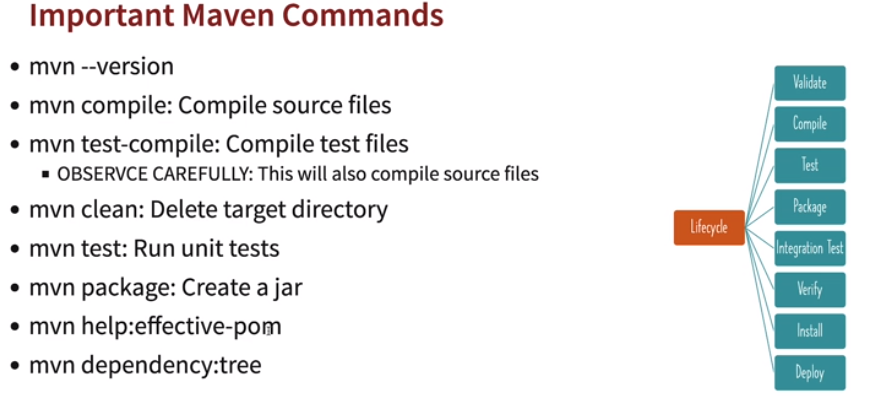 Important Maven Commands
• mvn --version
• mvn compile: Compile source files
• mvn test-compile: Compile test files
▪ OBSERVCE CAREFULLY: This will also compile source files
• mvn clean: Delete target directory
• mvn test: Run unit tests
• mvn package: Create a jar
• mvn help:effective-pom
• mvn dependency:tree
Lifecycle
Validate
Compile
Test
Package
Integration Test
Verify
Install
Deploy